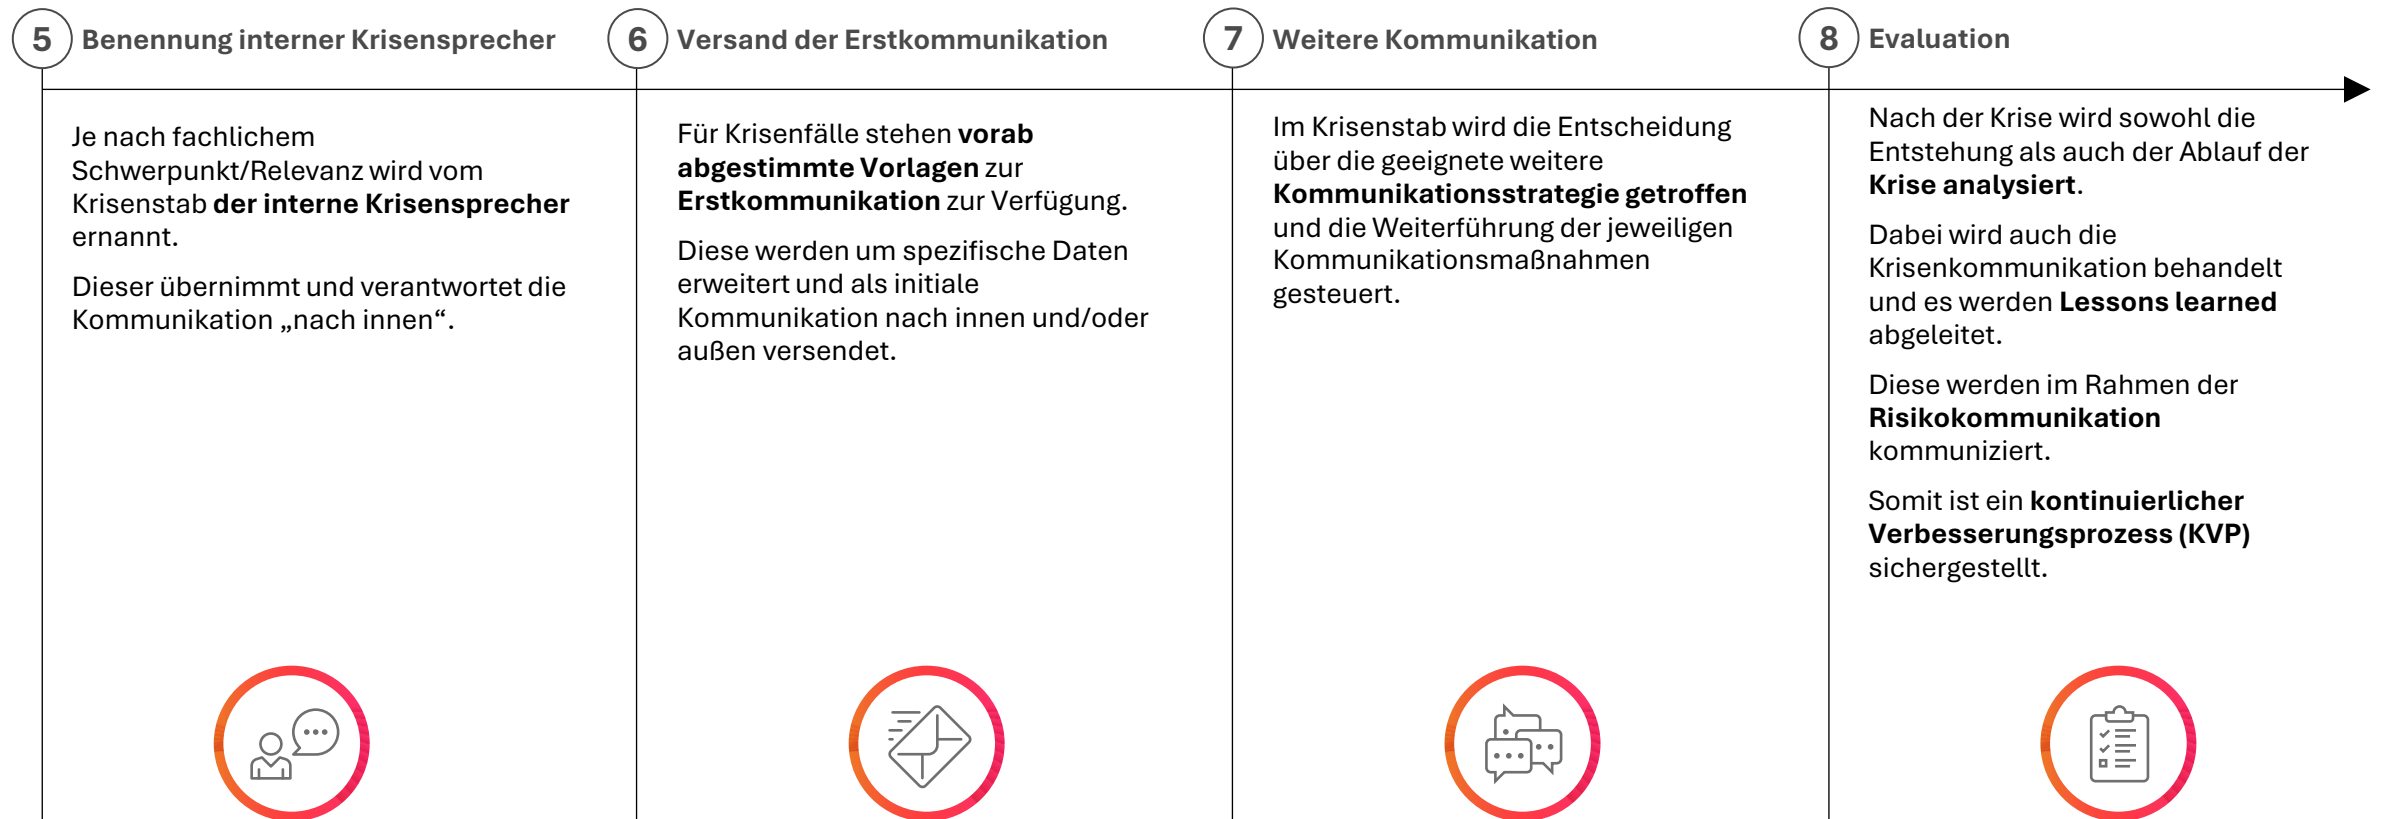 5 Benennung interner Krisensprecher
Je nach fachlichem
Schwerpunkt/Relevanz wird vom
Krisenstab der interne Krisensprecher
ernannt.
Dieser übernimmt und verantwortet die
Kommunikation „nach innen“.
6 Versand der Erstkommunikation
Für Krisenfälle stehen vorab
abgestimmte Vorlagen zur
Erstkommunikation zur Verfügung.
Diese werden um spezifische Daten
erweitert und als initiale
Kommunikation nach innen und/oder
außen versendet.
7 Weitere Kommunikation
Im Krisenstab wird die Entscheidung
über die geeignete weitere
Kommunikationsstrategie getroffen
und die Weiterführung der jeweiligen
Kommunikationsmaßnahmen
gesteuert.
8 Evaluation
Nach der Krise wird sowohl die
Entstehung als auch der Ablauf der
Krise analysiert.
Dabei wird auch die
Krisenkommunikation behandelt
und es werden Lessons learned
abgeleitet.
Diese werden im Rahmen der
Risikokommunikation
kommuniziert.
Somit ist ein kontinuierlicher
Verbesserungsprozess (KVP)
sichergestellt.